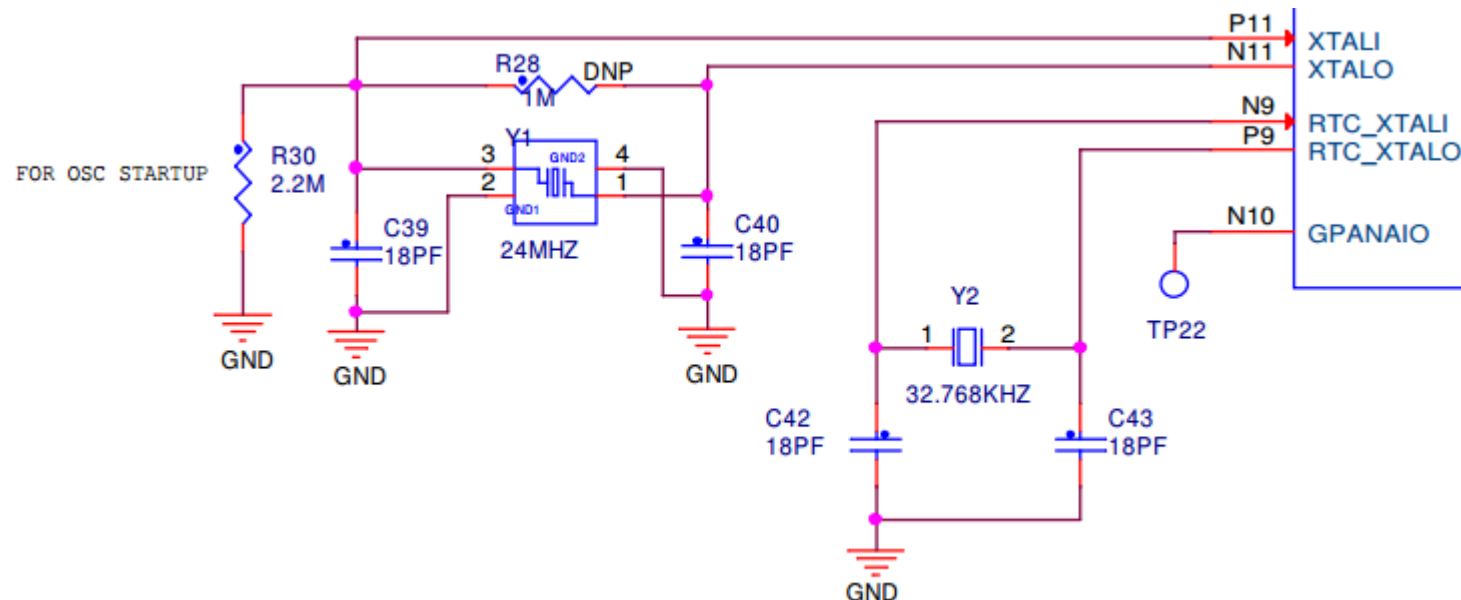 P11
XTALI
N11
XTALO
R28
DNP
1M
N9
RTC_XTALI
P9
RTC_XTALO
Y1
FOR OSC STARTUP
R30
2.2M
3
GND2
4
2
1
GND1
N10
GPANAIO
C39
18PF
24MHZ
C40
18PF
Y2
TP22
1
2
GND
GND
GND
32.768KHZ
C42
18PF
C43
18PF
GND